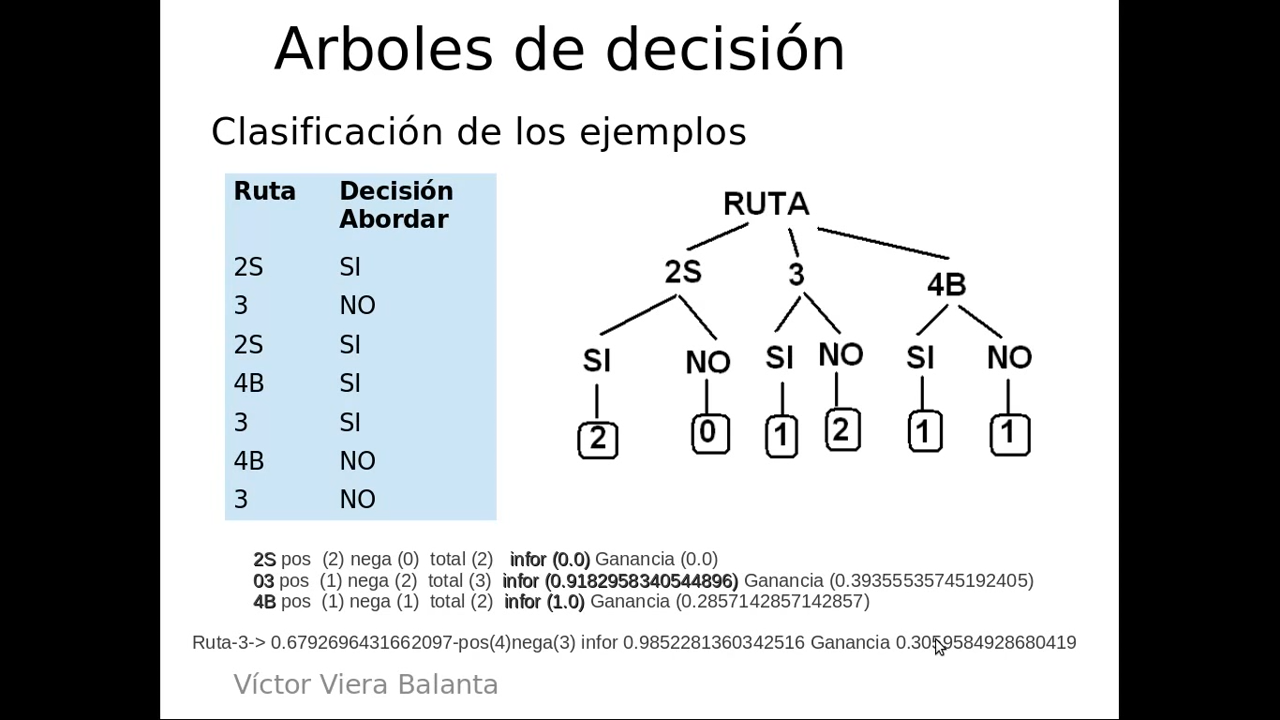 Arboles de decisión
Clasificación de los ejemplos
Ruta Decisión Abordar
2S SI
3 NO
2S SI
4B SI
3 SI
4B NO
3 NO
RUTA
2S 3 4B
SI NO SI NO SI NO
2 0 1 2 1 1
2S pos (2) nega (0) total (2) infor (0.0) Ganancia (0.0)
03 pos (1) nega (2) total (3) infor (0.9182958340544896) Ganancia (0.39355535745192405)
4B pos (1) nega (1) total (2) infor (1.0) Ganancia (0.2857142857142857)
Ruta-3-> 0.6792696431662097-pos(4)nega(3) infor 0.9852281360342516 Ganancia 0.3059584928680419
Víctor Viera Balanta